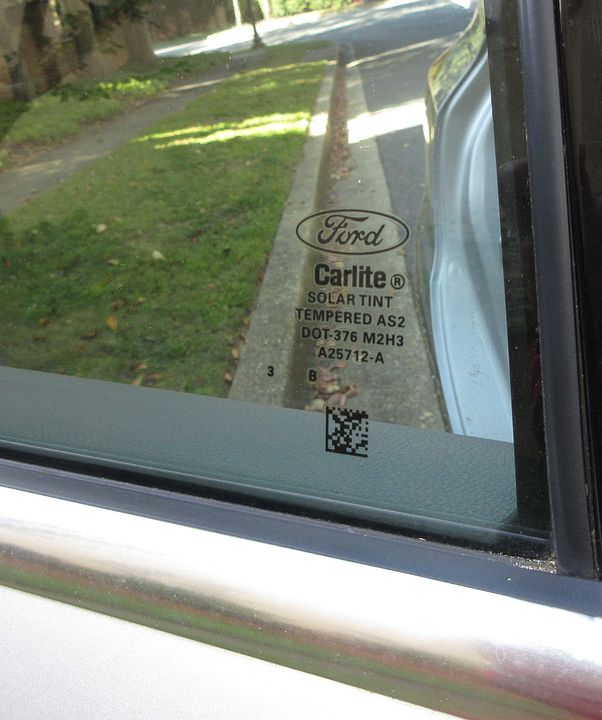 Ford
Carlite ®
SOLAR TINT
TEMPERED AS2
DOT-376 M2H3
A25712-A
3 B